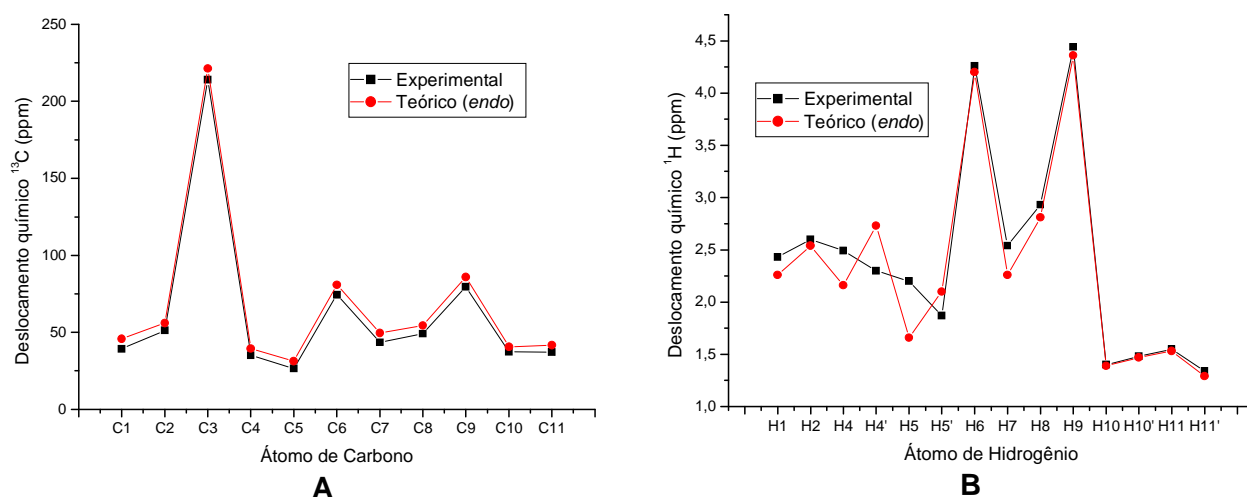 250
200
150
100
50
0
Deslocamento químico ¹³C (ppm)
Experimental
Teórico (endo)
C1 C2 C3 C4 C5 C6 C7 C8 C9 C10 C11
Átomo de Carbono
A
4,5
4,0
3,5
3,0
2,5
2,0
1,5
1,0
Deslocamento químico ¹H (ppm)
Experimental
Teórico (endo)
H1 H2 H4 H4' H5 H5' H6 H7 H8 H9 H10 H10' H11 H11'
Átomo de Hidrogênio
B